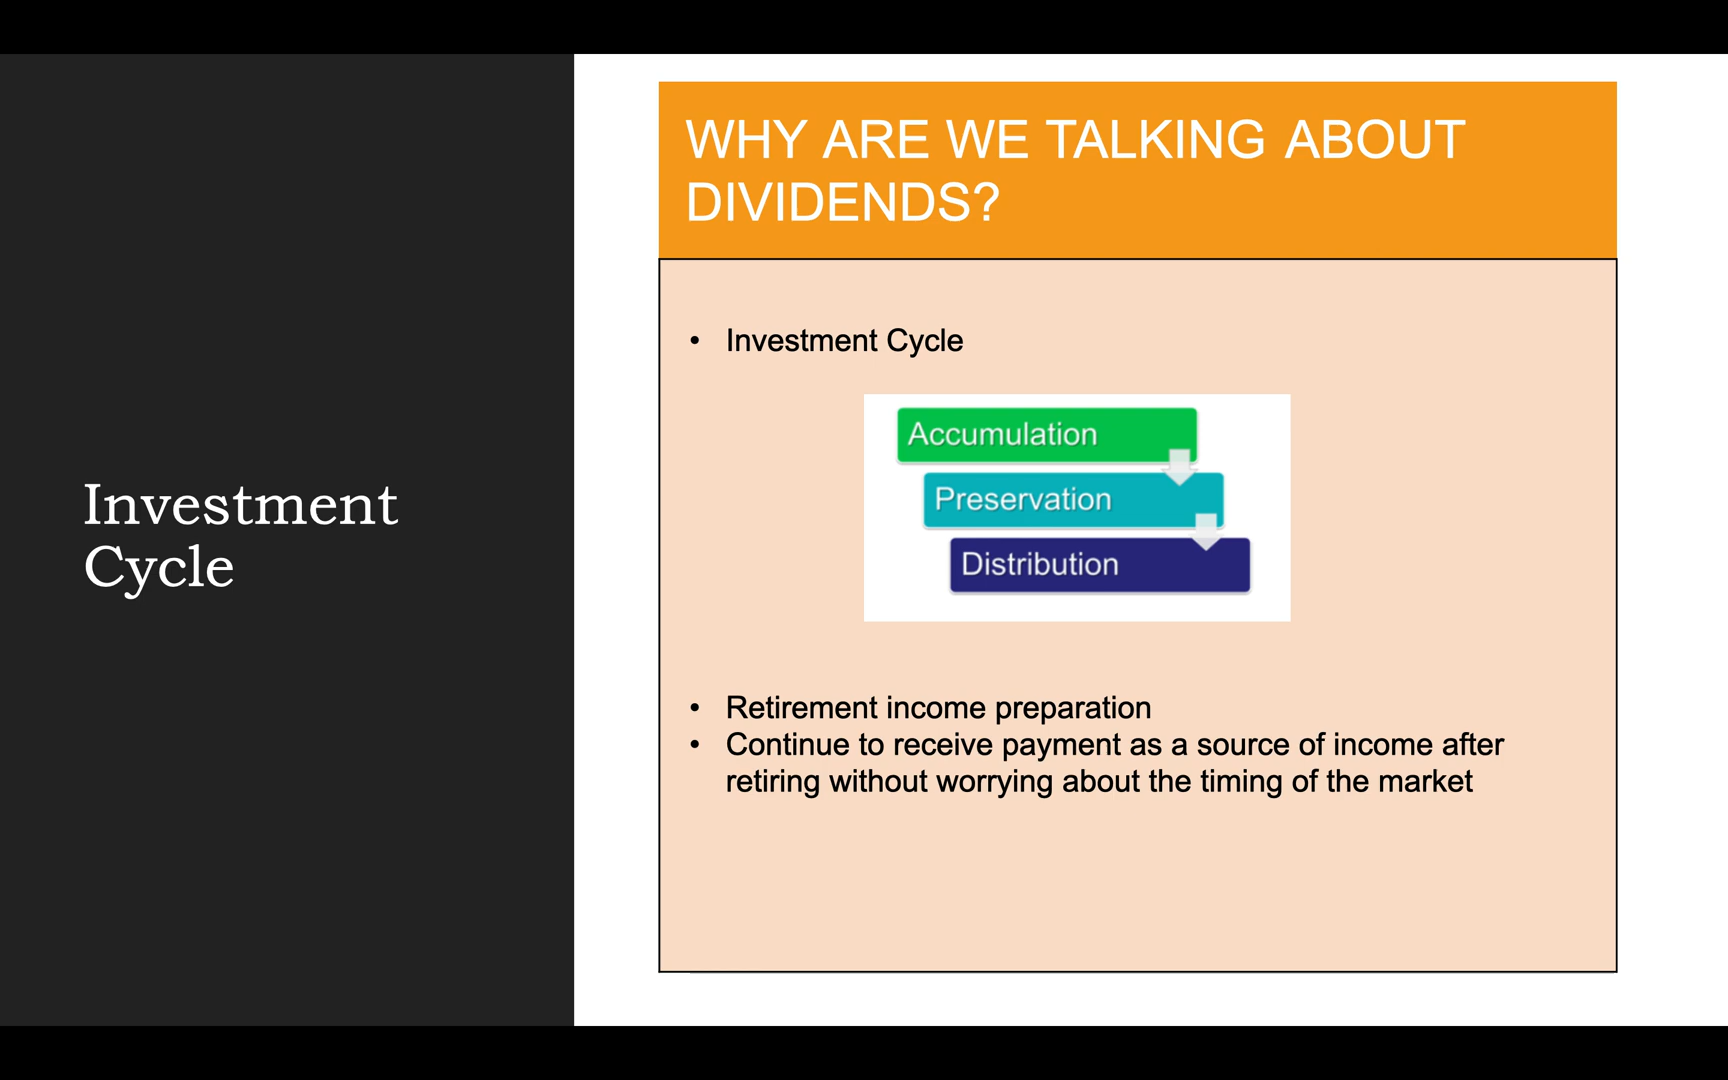 Investment
Cycle
WHY ARE WE TALKING ABOUT
DIVIDENDS?
• Investment Cycle
Accumulation
Preservation
Distribution
• Retirement income preparation
• Continue to receive payment as a source of income after
retiring without worrying about the timing of the market